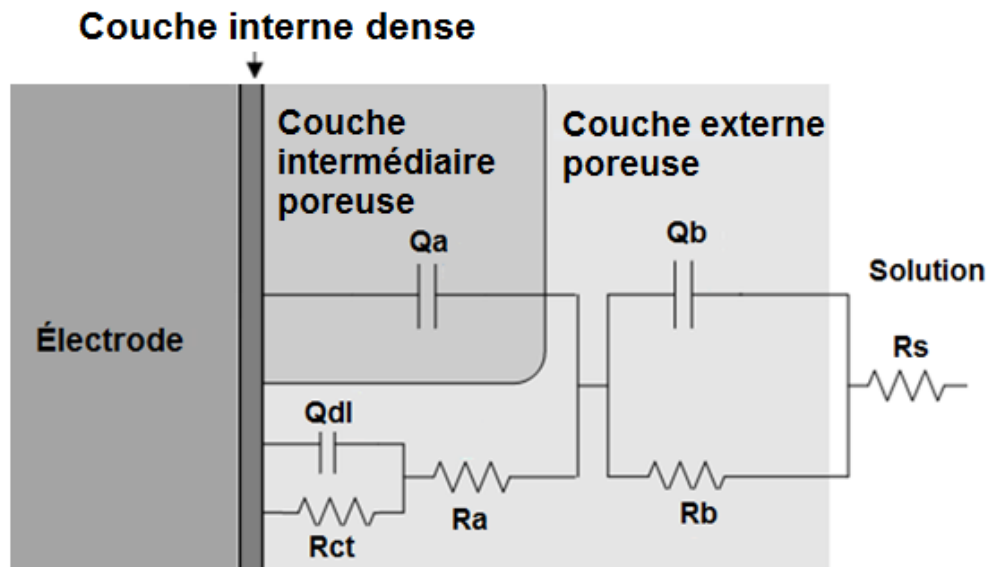 Couche interne dense
Couche
intermédiaire
poreuse
Couche externe
poreuse
Qa
Qb
Solution
Électrode
Rs
Qdl
Ra
Rb
Rct